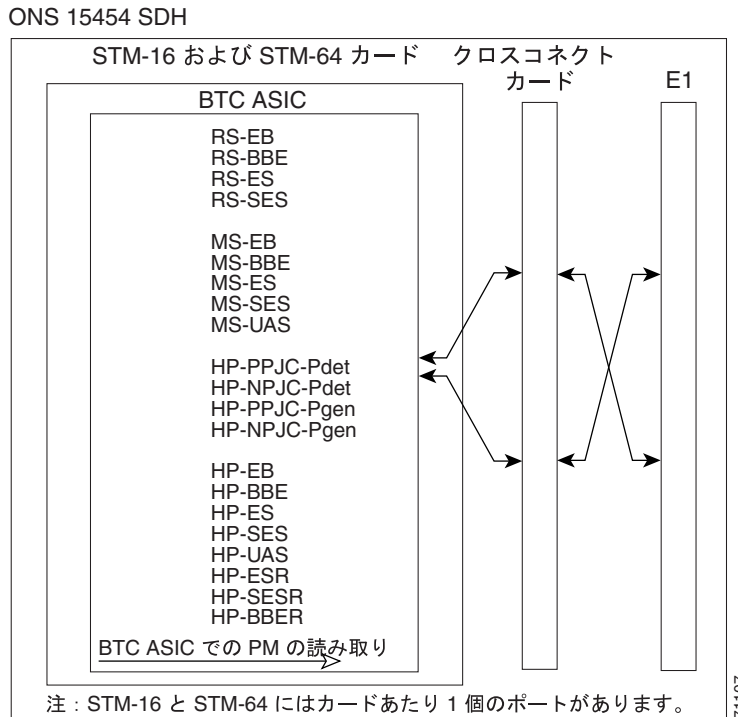 ONS 15454 SDH
STM-16 および STM-64 カード
クロスコネクト
カード
E1
BTC ASIC
RS-EB
RS-BBE
RS-ES
RS-SES
MS-EB
MS-BBE
MS-ES
MS-SES
MS-UAS
HP-PPJC-Pdet
HP-NPJC-Pdet
HP-PPJC-Pgen
HP-NPJC-Pgen
HP-EB
HP-BBE
HP-ES
HP-SES
HP-UAS
HP-ESR
HP-SESR
HP-BBER
BTC ASIC での PM の読み取り
注：STM-16 と STM-64 にはカードあたり 1 個のポートがあります。